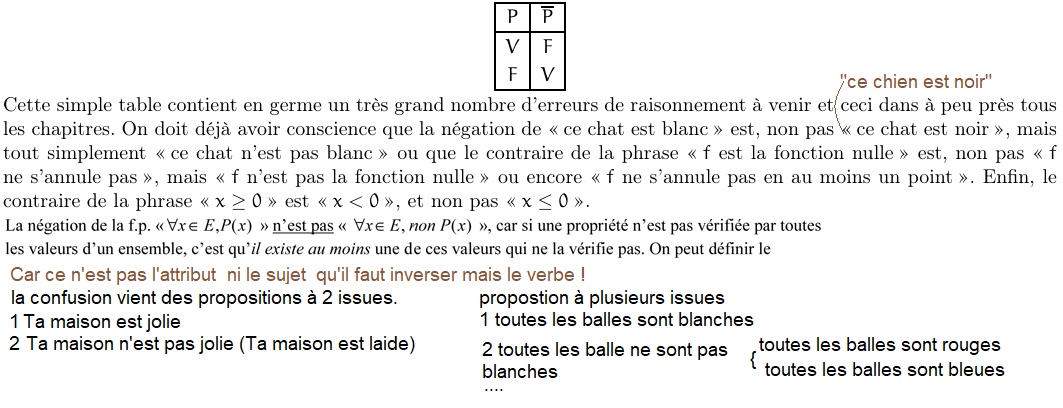 P P̅
V F
F V
"ce chien est noir"
Cette simple table contient en germe un très grand nombre d'erreurs de raisonnement à venir et ceci dans à peu près tous
les chapitres. On doit déjà avoir conscience que la négation de « ce chat est blanc » est, non pas « ce chat est noir », mais
tout simplement « ce chat n'est pas blanc » ou que le contraire de la phrase « f est la fonction nulle » est, non pas « f
ne s'annule pas », mais « f n'est pas la fonction nulle » ou encore « f ne s'annule pas en au moins un point ». Enfin, le
contraire de la phrase « x ≥ 0 » est « x < 0 », et non pas « x ≤ 0 ».
La négation de la f.p. « ∀x∈ E,P(x) » n'est pas « ∀x∈ E, non P(x) », car si une propriété n'est pas vérifiée par toutes
les valeurs d'un ensemble, c'est qu'il existe au moins une de ces valeurs qui ne la vérifie pas. On peut définir le
Car ce n'est pas l'attribut ni le sujet qu'il faut inverser mais le verbe !
la confusion vient des propositions à 2 issues.
1 Ta maison est jolie
2 Ta maison n'est pas jolie (Ta maison est laide)
propostion à plusieurs issues
1 toutes les balles sont blanches
2 toutes les balle ne sont pas
blanches
....
{ toutes les balles sont rouges
toutes les balles sont bleues